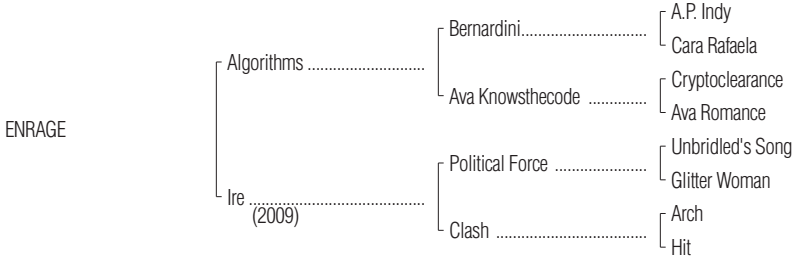 A.P. Indy
Bernardini..............................
Cara Rafaela
Algorithms ............................
Cryptoclearance
Ava Knowsthecode ..............
Ava Romance
ENRAGE
Unbridled's Song
Political Force ......................
Glitter Woman
Ire ..........................................
(2009)
Arch
Clash ....................................
Hit